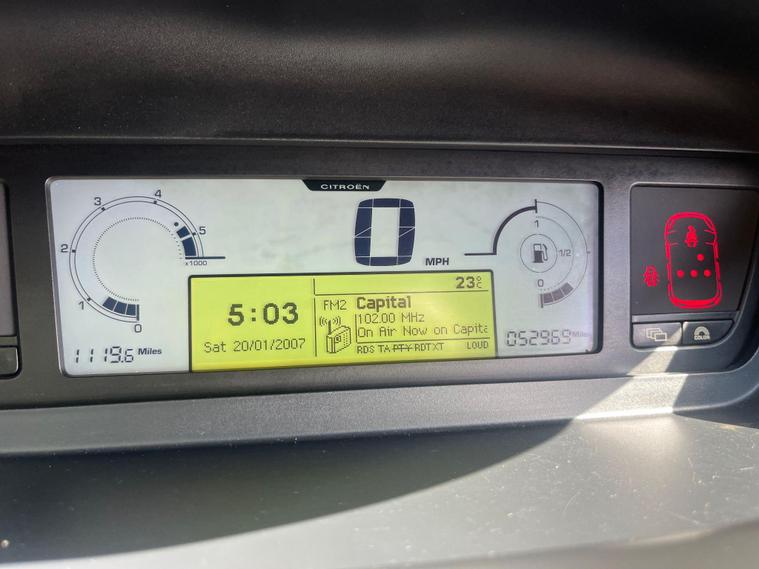 CITROËN
4
3
5
2
x1000
1
0
0
MPH
1
1/2
0
23°C
5:03
FM2 Capital
102.00 MHz
On Air Now on Capita
Sat 20/01/2007
RDS TA PTY RDTXT LOUD
1119.6 Miles
052969 Miles
COLOR